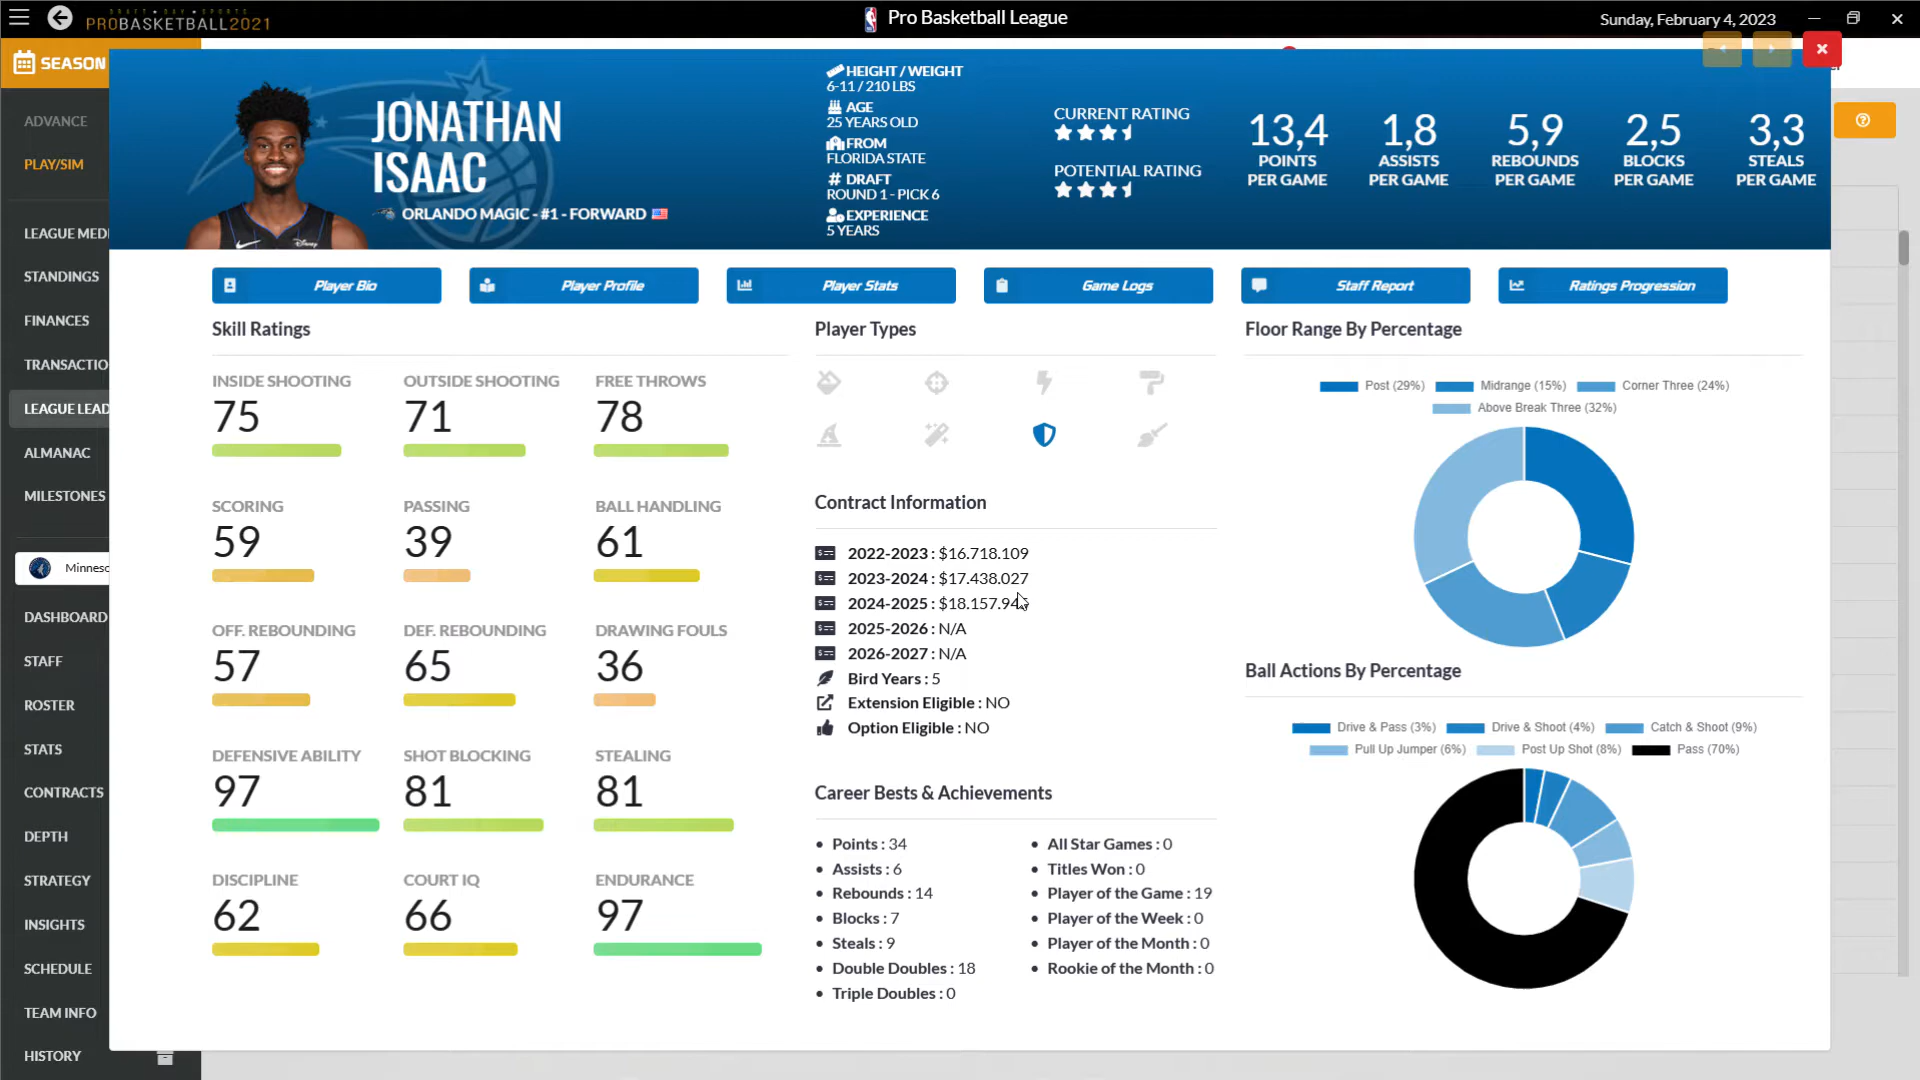 DRAFT • DAY • SPORTS
PROBASKETBALL2021
Pro Basketball League
Sunday, February 4, 2023
SEASON
ADVANCE
PLAY/SIM
LEAGUE MEDI
STANDINGS
FINANCES
TRANSACTIO
LEAGUE LEAD
ALMANAC
MILESTONES
Minnesc
DASHBOARD
STAFF
ROSTER
STATS
CONTRACTS
DEPTH
STRATEGY
INSIGHTS
SCHEDULE
TEAM INFO
HISTORY
JONATHAN
ISAAC
ORLANDO MAGIC - #1 - FORWARD
HEIGHT / WEIGHT
6-11 / 210 LBS
AGE
25 YEARS OLD
FROM
FLORIDA STATE
DRAFT
ROUND 1 - PICK 6
EXPERIENCE
5 YEARS
CURRENT RATING
POTENTIAL RATING
13,4
POINTS
PER GAME
1,8
ASSISTS
PER GAME
5,9
REBOUNDS
PER GAME
2,5
BLOCKS
PER GAME
3,3
STEALS
PER GAME
Player Bio
Player Profile
Player Stats
Game Logs
Staff Report
Ratings Progression
Skill Ratings
INSIDE SHOOTING
75
OUTSIDE SHOOTING
71
FREE THROWS
78
SCORING
59
PASSING
39
BALL HANDLING
61
OFF. REBOUNDING
57
DEF. REBOUNDING
65
DRAWING FOULS
36
DEFENSIVE ABILITY
97
SHOT BLOCKING
81
STEALING
81
DISCIPLINE
62
COURT IQ
66
ENDURANCE
97
Player Types
Contract Information
2022-2023 : $16.718.109
2023-2024 : $17.438.027
2024-2025 : $18.157.94
2025-2026 : N/A
2026-2027 : N/A
Bird Years : 5
Extension Eligible : NO
Option Eligible : NO
Career Bests & Achievements
Points : 34
Assists : 6
Rebounds : 14
Blocks : 7
Steals : 9
Double Doubles : 18
Triple Doubles : 0
All Star Games : 0
Titles Won : 0
Player of the Game : 19
Player of the Week : 0
Player of the Month : 0
Rookie of the Month : 0
Floor Range By Percentage
Post (29%) Midrange (15%) Corner Three (24%)
Above Break Three (32%)
Ball Actions By Percentage
Drive & Pass (3%) Drive & Shoot (4%) Catch & Shoot (9%)
Pull Up Jumper (6%) Post Up Shot (8%) Pass (70%)